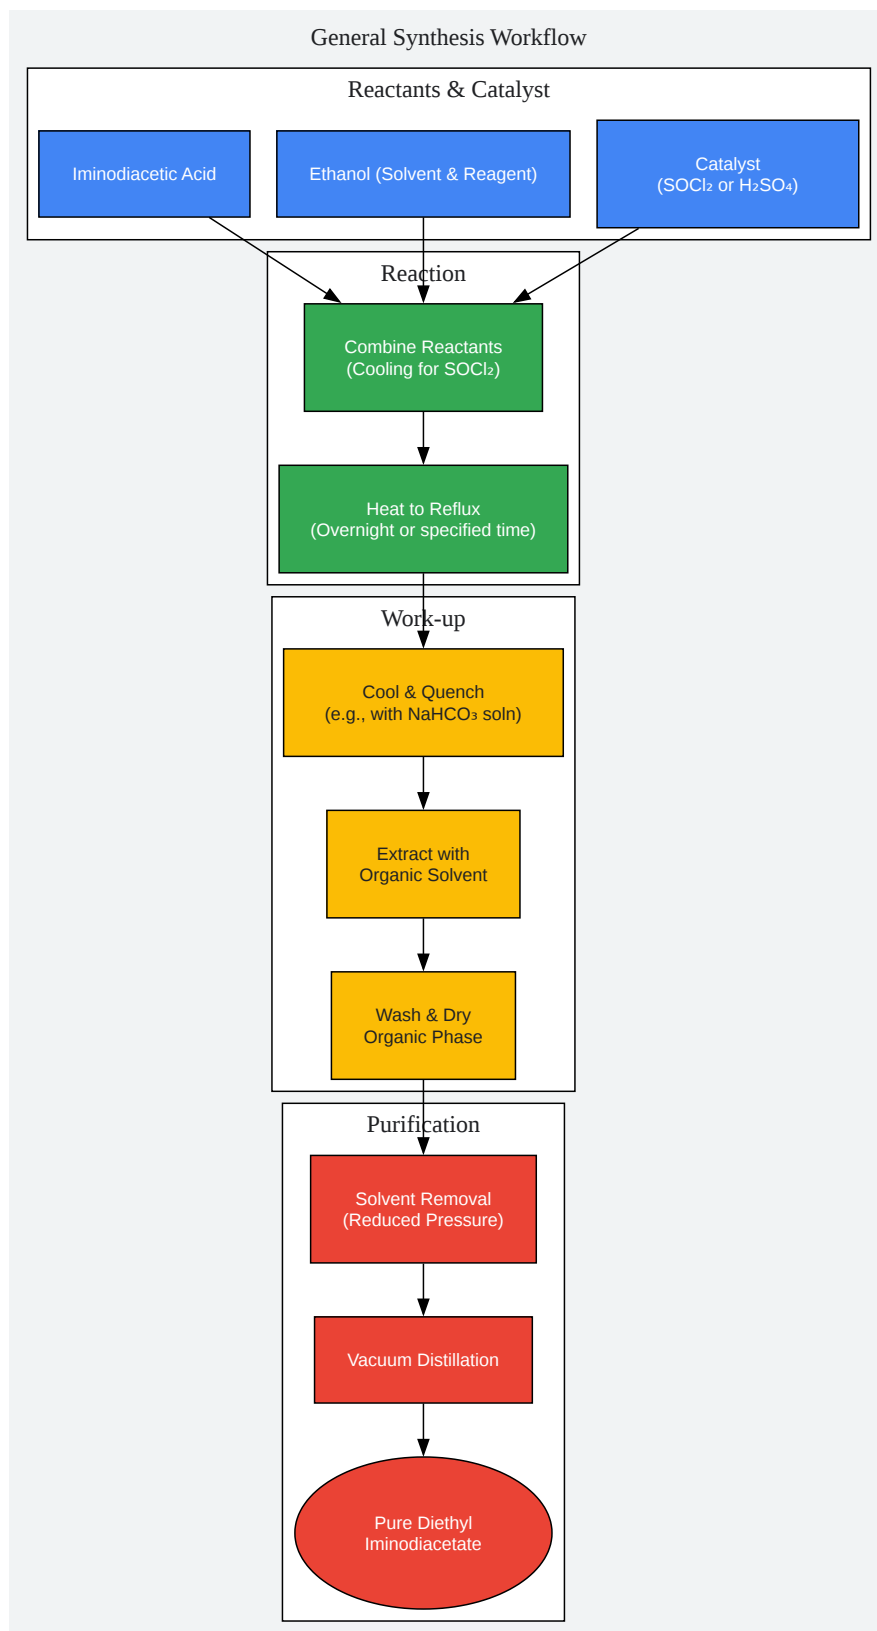 General Synthesis Workflow
Reactants & Catalyst
Iminodiacetic Acid
Ethanol (Solvent & Reagent)
Catalyst
(SOCl₂ or H₂SO₄)
Reaction
Combine Reactants
(Cooling for SOCl₂)
Heat to Reflux
(Overnight or specified time)
Work-up
Cool & Quench
(e.g., with NaHCO₃ soln)
Extract with
Organic Solvent
Wash & Dry
Organic Phase
Purification
Solvent Removal
(Reduced Pressure)
Vacuum Distillation
Pure Diethyl
Iminodiacetate